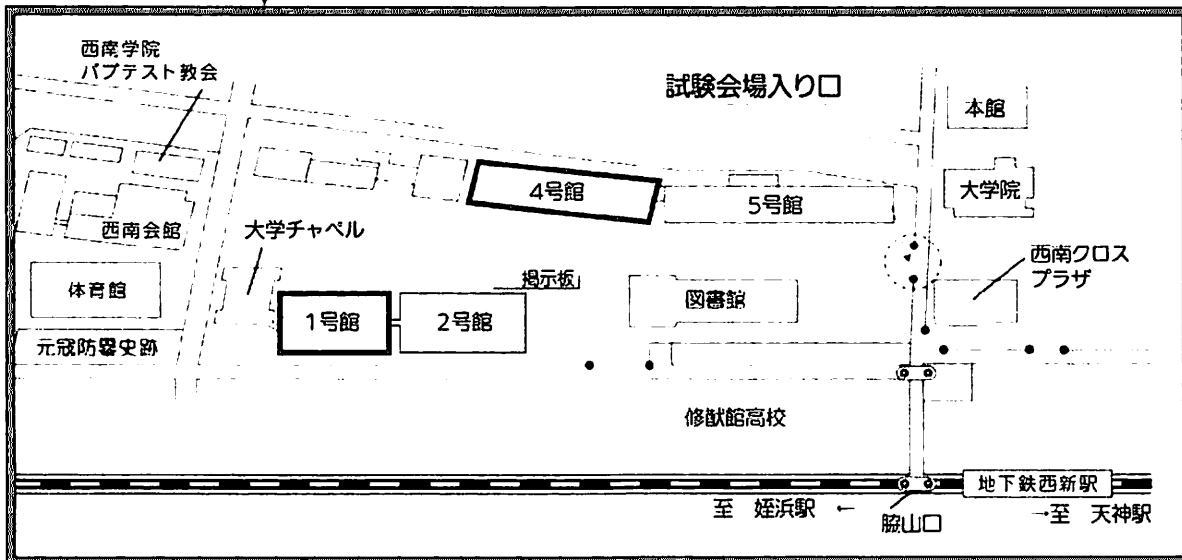 西南学院
バプテスト教会
試験会場入り口
本館
4号館
5号館
大学院
西南会館
大学チャペル
西南クロス
プラザ
体育館
掲示板
図書館
1号館
2号館
元寇防塁史跡
修猷館高校
地下鉄西新駅
至 姪浜駅 ←
脇山口
→至 天神駅